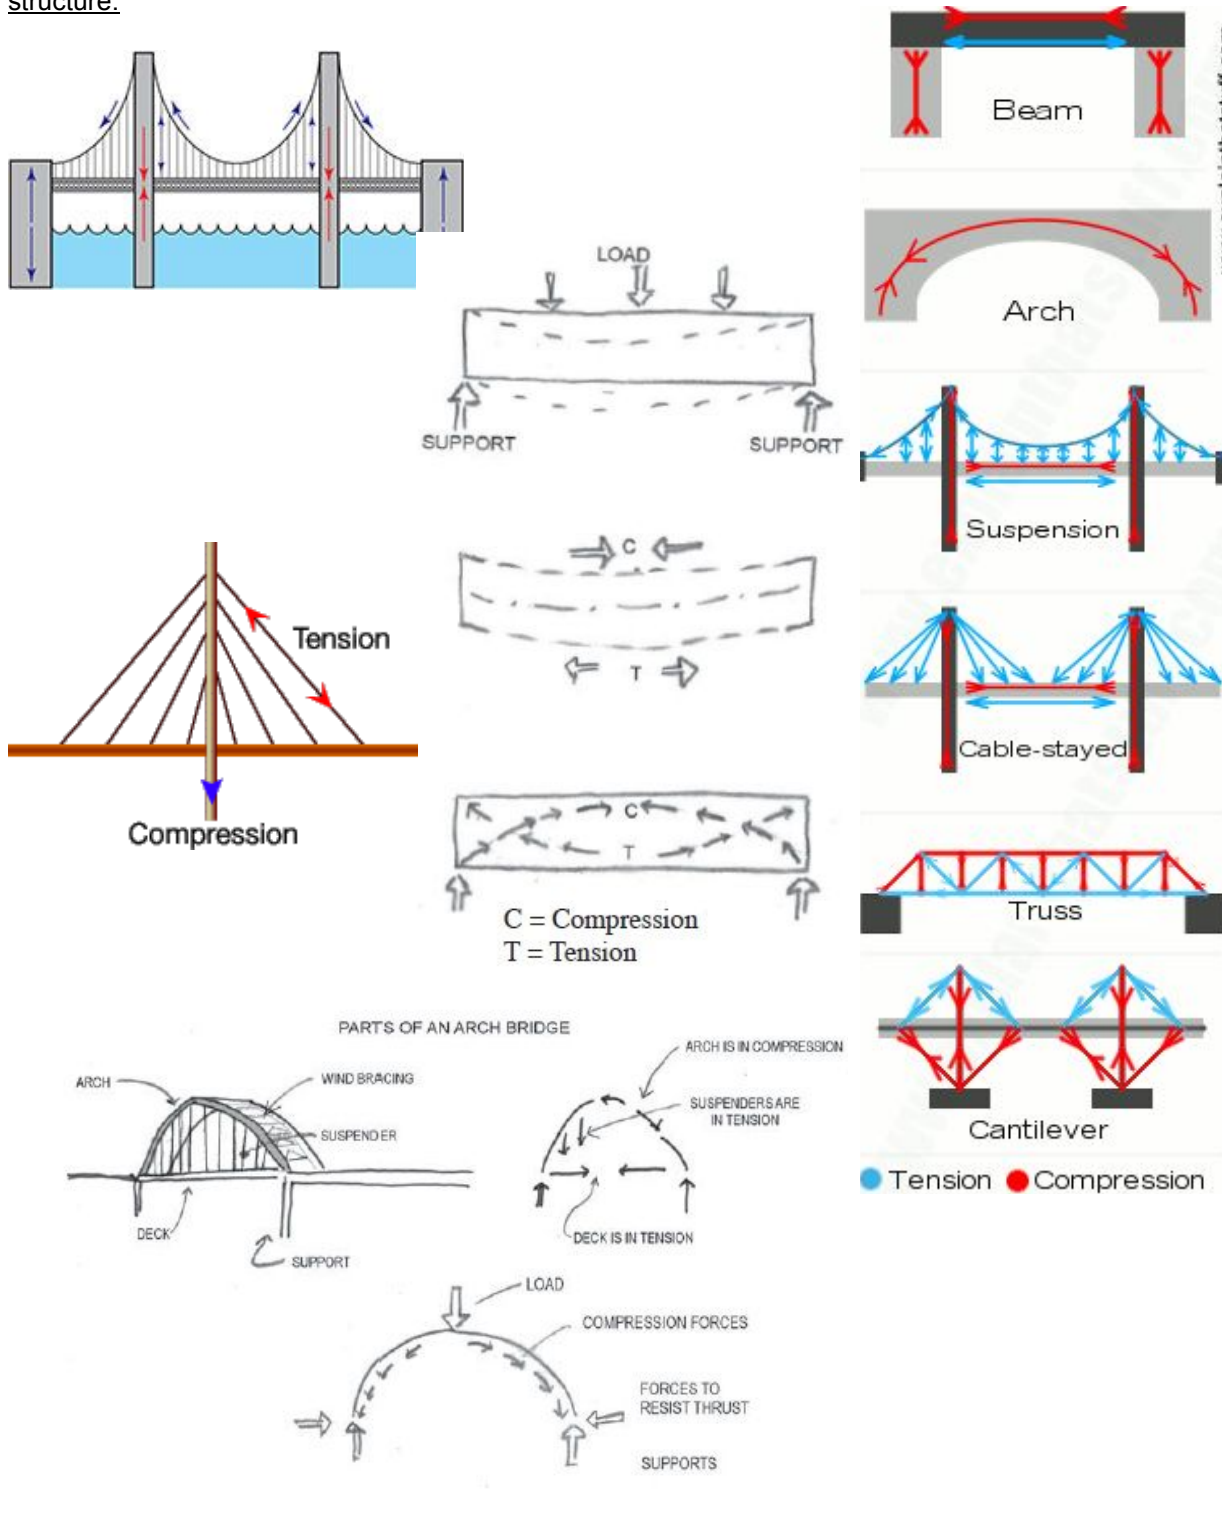 structure:
LOAD
SUPPORT
SUPPORT
C
T
Tension
Compression
C
T
C = Compression
T = Tension
PARTS OF AN ARCH BRIDGE
ARCH
WIND BRACING
SUSPENDER
DECK
SUPPORT
ARCH IS IN COMPRESSION
SUSPENDERS ARE
IN TENSION
DECK IS IN TENSION
LOAD
COMPRESSION FORCES
FORCES TO
RESIST THRUST
SUPPORTS
Beam
Arch
Suspension
Cable-stayed
Truss
Cantilever
Tension Compression